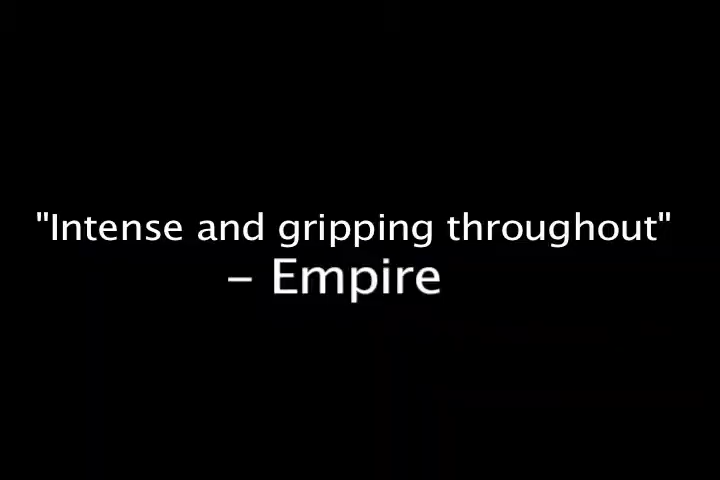 "Intense and gripping throughout"
– Empire